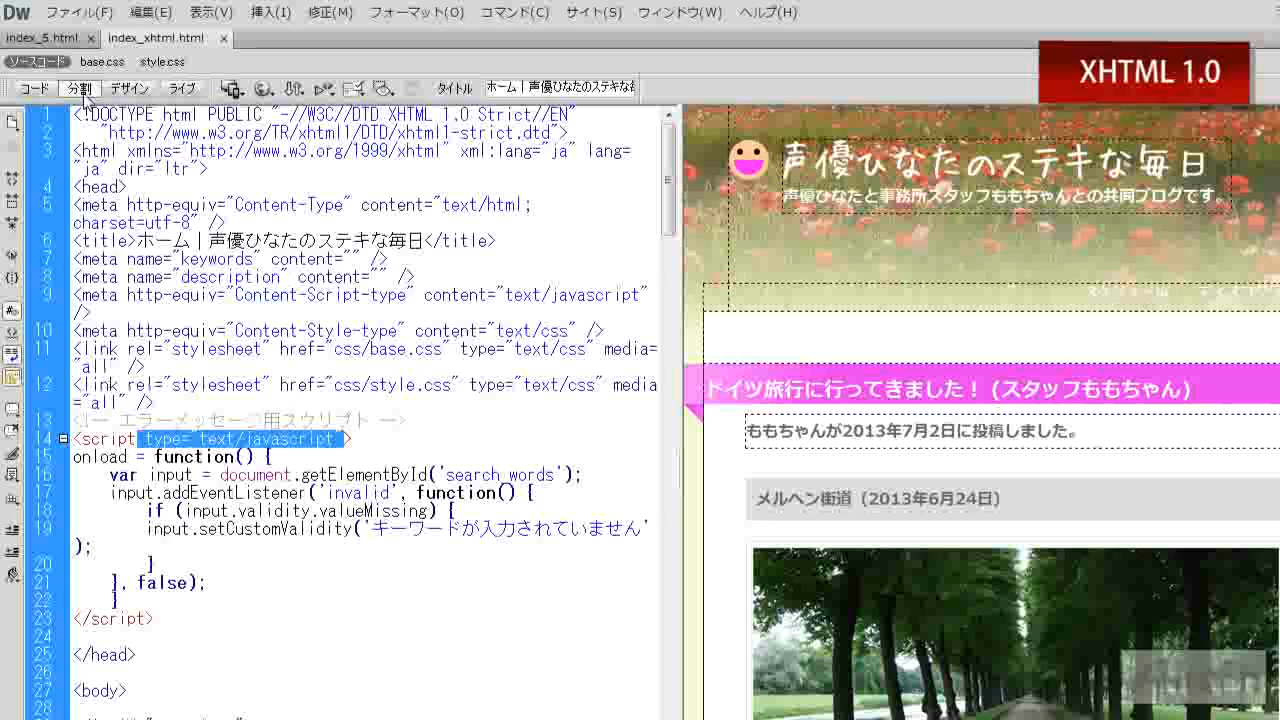 Dw ファイル(F) 編集(E) 表示(V) 挿入(I) 修正(M) フォーマット(O) コマンド(C) サイト(S) ウィンドウ(W) ヘルプ(H)
index_5.html × index_xhtml.html ×
ソースコード base.css style.css
XHTML 1.0
コード 分割 デザイン ライブ タイトル: ホーム | 声優ひなたのステキな
1 <!DOCTYPE html PUBLIC "-//W3C//DTD XHTML 1.0 Strict//EN"
2 "http://www.w3.org/TR/xhtml1/DTD/xhtml1-strict.dtd">
3 <html xmlns="http://www.w3.org/1999/xhtml" xml:lang="ja" lang=
"ja" dir="ltr">
4 <head>
5 <meta http-equiv="Content-Type" content="text/html;
charset=utf-8" />
6 <title>ホーム | 声優ひなたのステキな毎日</title>
7 <meta name="keywords" content="" />
8 <meta name="description" content="" />
9 <meta http-equiv="Content-Script-type" content="text/javascript"
/>
10 <meta http-equiv="Content-Style-type" content="text/css" />
11 <link rel="stylesheet" href="css/base.css" type="text/css" media=
"all" />
12 <link rel="stylesheet" href="css/style.css" type="text/css" media
="all" />
13 <!-- エラーメッセージ用スクリプト -->
14 <script type="text/javascript">
15 onload = function() {
16 var input = document.getElementById('search_words');
17 input.addEventListener('invalid', function() {
18 if (input.validity.valueMissing) {
19 input.setCustomValidity('キーワードが入力されていません'
);
20 }
21 }, false);
22 }
23 </script>
24
25 </head>
26
27 <body>
28
声優ひなたのステキな毎日
声優ひなたと事務所スタッフももちゃんとの共同ブログです。
ドイツ旅行に行ってきました！ (スタッフももちゃん)
ももちゃんが2013年7月2日に投稿しました。
メルヘン街道（2013年6月24日）